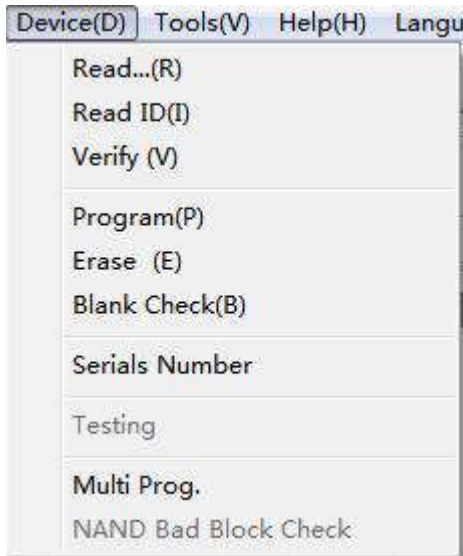 Device(D) Tools(V) Help(H) Langu
Read...(R)
Read ID(I)
Verify (V)
Program(P)
Erase (E)
Blank Check(B)
Serials Number
Testing
Multi Prog.
NAND Bad Block Check